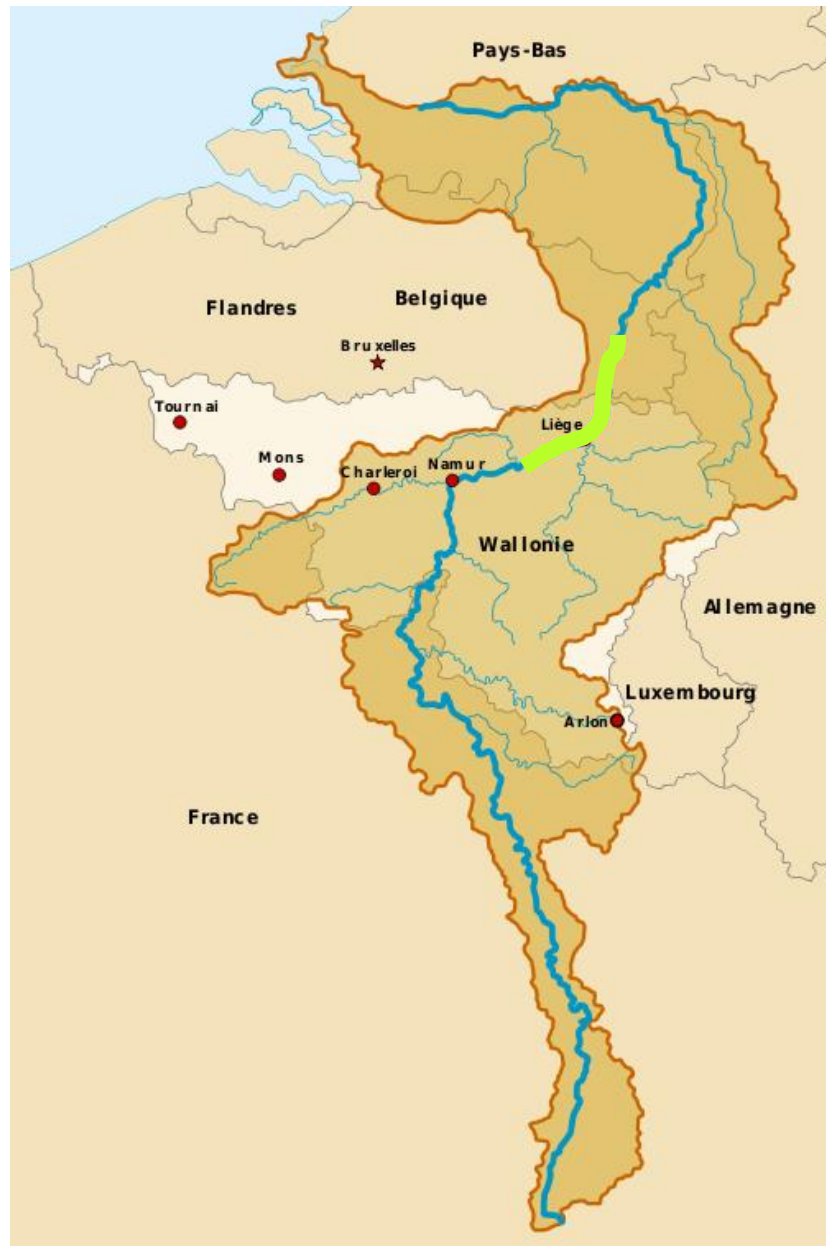 Pays-Bas
Flandres
Belgique
Bruxelles
Tournai
Liège
Mons
Charleroi
Namur
Wallonie
Allemagne
Luxembourg
Arlon
France